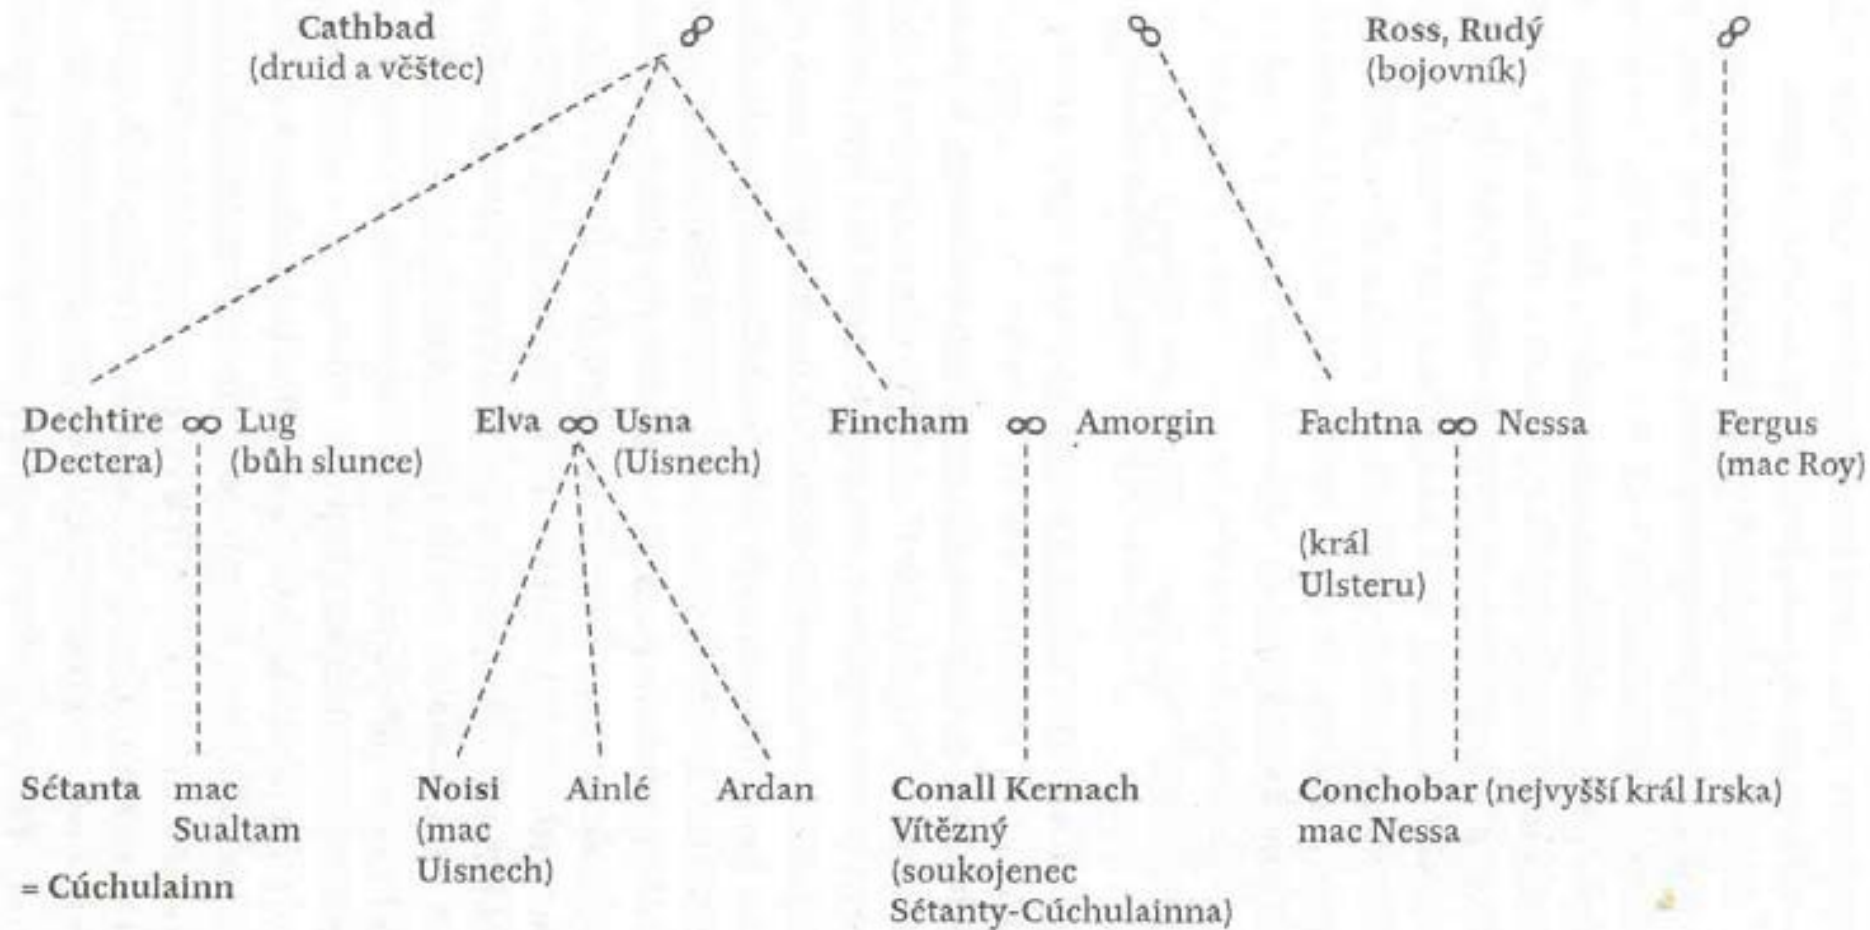 Cathbad
(druid a věštec)
Ross, Rudý
(bojovník)
Dechtire ∞ Lug
(Dectera) (bůh slunce)
Elva ∞ Usna
(Uisnech)
Fincham ∞ Amorgin
Fachtna ∞ Nessa
(král
Ulsteru)
Fergus
(mac Roy)
Sétanta mac
Sualtam
= Cúchulainn
Noisi
(mac
Uisnech)
Ainlé
Ardan
Conall Kernach
Vítězný
(soukojenec
Sétanty-Cúchulainna)
Conchobar (nejvyšší král Irska)
mac Nessa